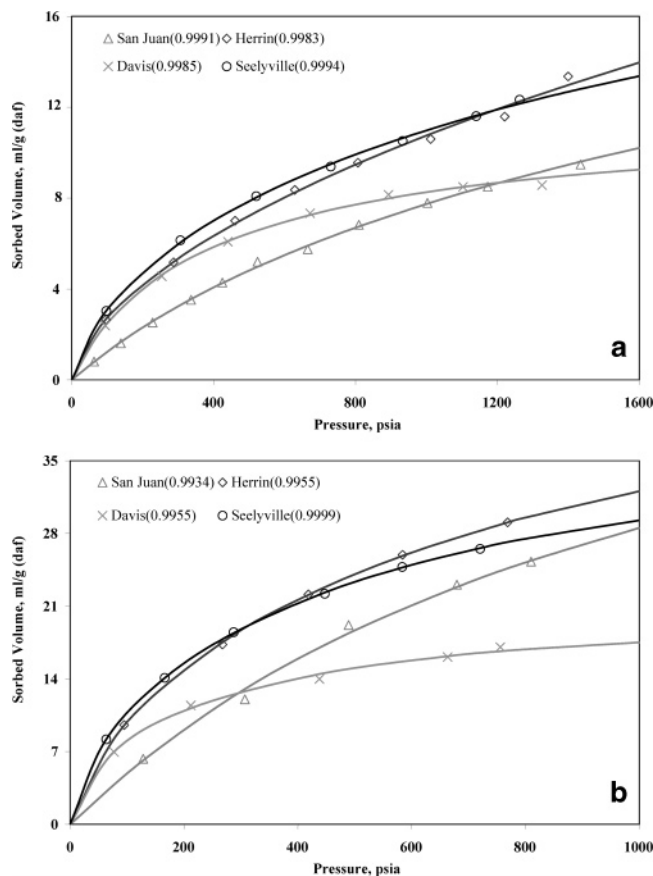 16
12
8
4
0
Sorbed Volume, ml/g (daf)
San Juan(0.9991) Herrin(0.9983)
Davis(0.9985) Seelyville(0.9994)
a
0 400 800 1200 1600
Pressure, psia
35
28
21
14
7
0
Sorbed Volume, ml/g (daf)
San Juan(0.9934) Herrin(0.9955)
Davis(0.9955) Seelyville(0.9999)
b
0 200 400 600 800 1000
Pressure, psia